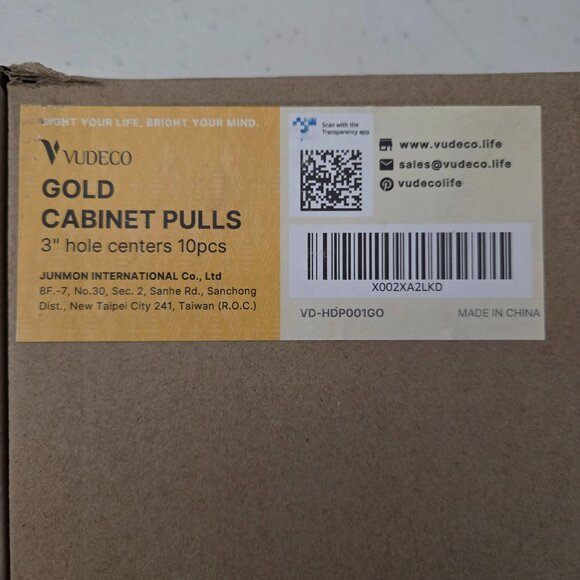 LIGHT YOUR LIFE, BRIGHT YOUR MIND.
VUDECO
GOLD
CABINET PULLS
3" hole centers 10pcs
JUNMON INTERNATIONAL Co., Ltd
8F.-7, No.30, Sec. 2, Sanhe Rd., Sanchong
Dist., New Taipei City 241, Taiwan (R.O.C.)
Scan with the
Transparency app
www.vudeco.life
sales@vudeco.life
vudecolife
X002XA2LKD
VD-HDP001GO
MADE IN CHINA